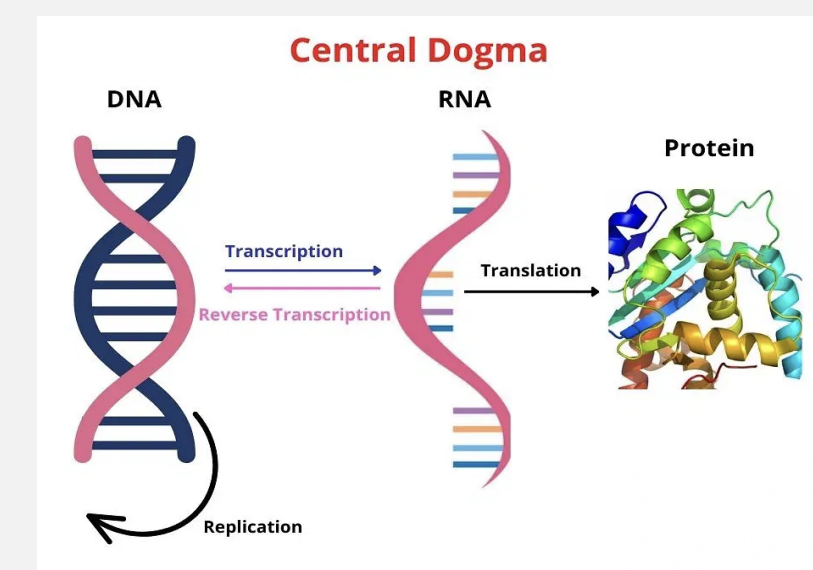 Central Dogma
DNA
RNA
Protein
Transcription
Reverse Transcription
Translation
Replication